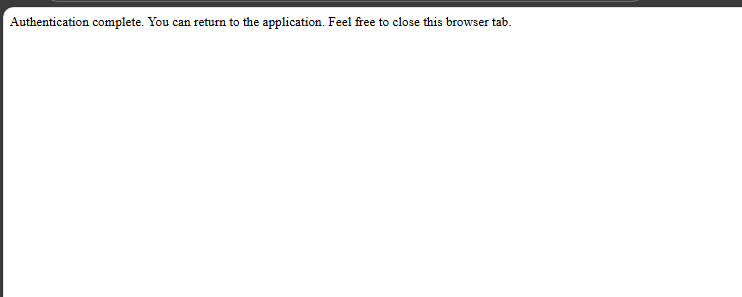 Authentication complete. You can return to the application. Feel free to close this browser tab.